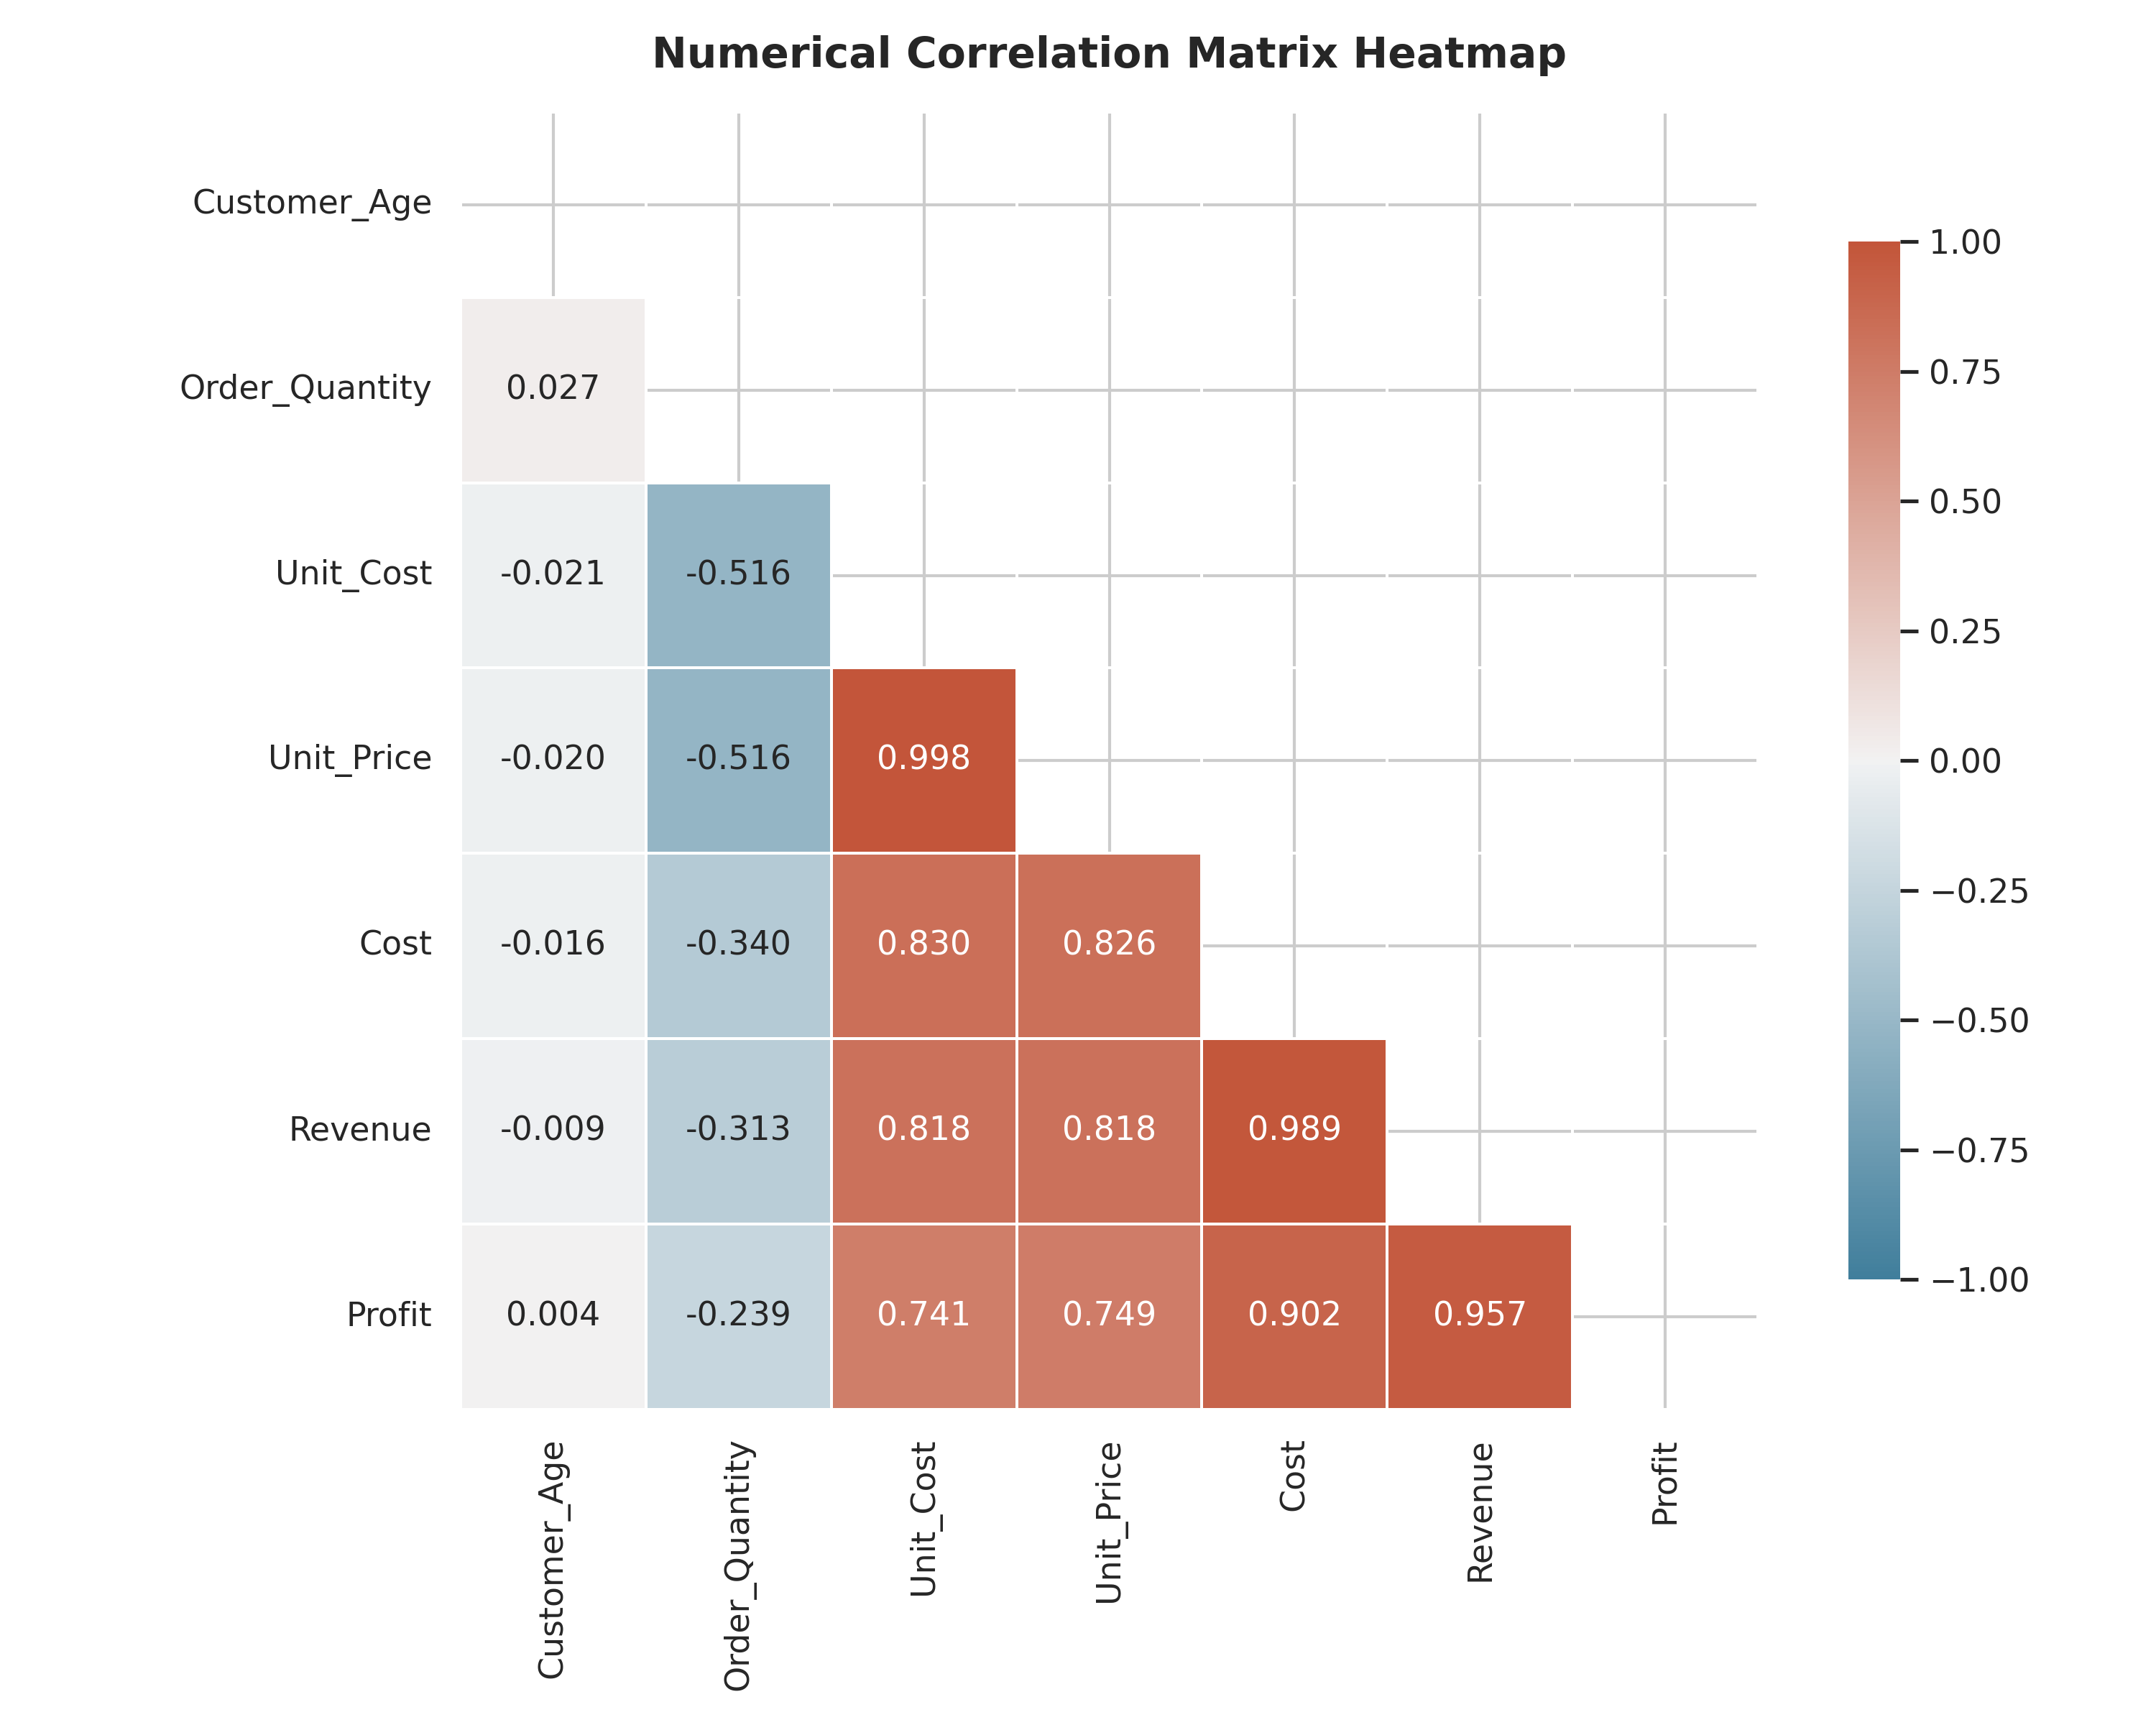 Numerical Correlation Matrix Heatmap
Customer_Age
Order_Quantity 0.027
Unit_Cost -0.021 -0.516
Unit_Price -0.020 -0.516 0.998
Cost -0.016 -0.340 0.830 0.826
Revenue -0.009 -0.313 0.818 0.818 0.989
Profit 0.004 -0.239 0.741 0.749 0.902 0.957
Customer_Age
Order_Quantity
Unit_Cost
Unit_Price
Cost
Revenue
Profit
1.00
0.75
0.50
0.25
0.00
−0.25
−0.50
−0.75
−1.00